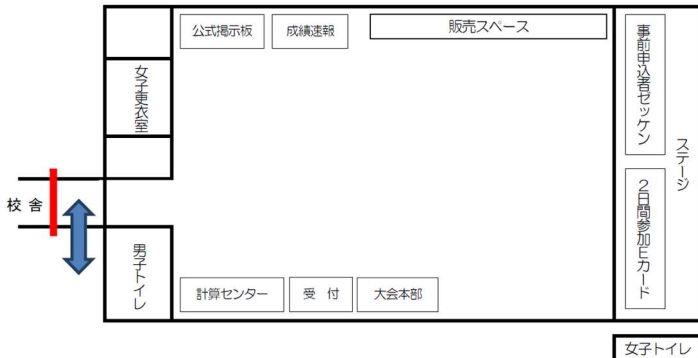 公式掲示板
成績速報
販売スペース
事前申込者ゼッケン
女子更衣室
ステージ
校舎
2日間参加Eカード
男子トイレ
計算センター
受 付
大会本部
女子トイレ